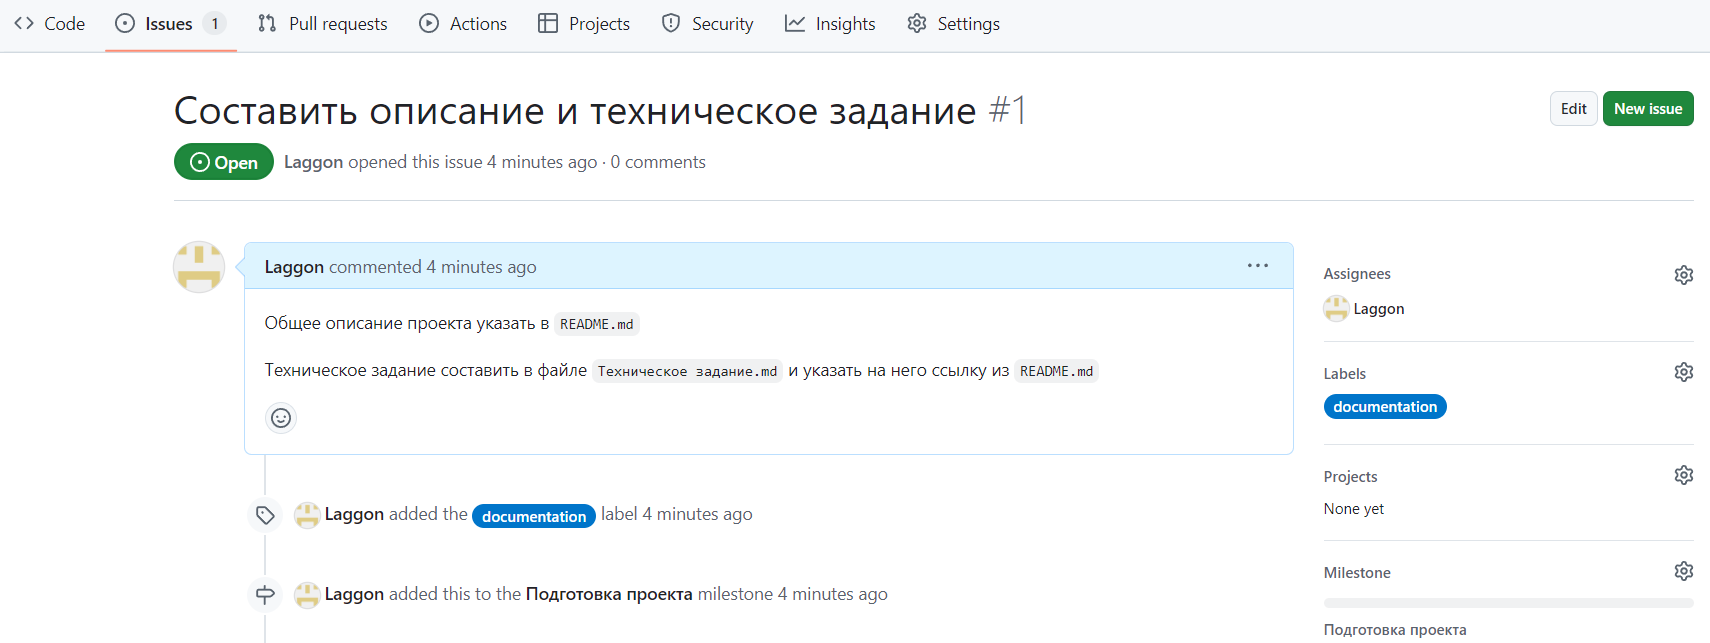 Code Issues 1 Pull requests Actions Projects Security Insights Settings
Составить описание и техническое задание #1
Edit New issue
Open Laggon opened this issue 4 minutes ago · 0 comments
Laggon commented 4 minutes ago
Общее описание проекта указать в README.md
Техническое задание составить в файле Техническое задание.md и указать на него ссылку из README.md
Laggon added the documentation label 4 minutes ago
Laggon added this to the Подготовка проекта milestone 4 minutes ago
Assignees
Laggon
Labels
documentation
Projects
None yet
Milestone
Подготовка проекта